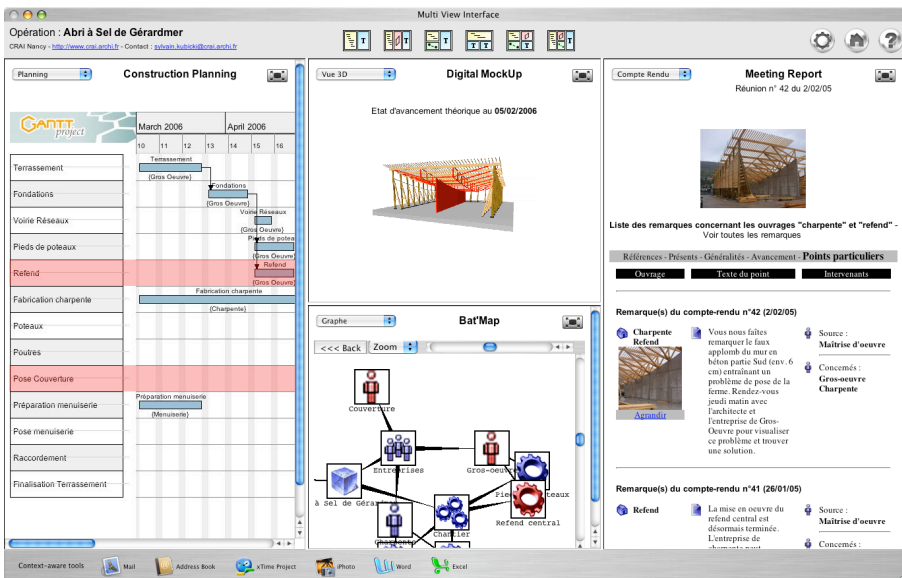 Multi View Interface
Opération : Abri à Sel de Gérardmer
CRAI Nancy - http://www.crai.archi.fr - Contact : sylvain.kubicki@crai.archi.fr
Planning
Construction Planning
GANTT
project
March 2006
April 2006
10
11
12
13
14
15
16
Terrassement
Terrassement
{Gros Oeuvre}
Fondations
Fondations
{Gros Oeuvre}
Voirie Réseaux
Voirie Réseaux
{Gros Oeuvre}
Pieds de poteaux
Pieds de potea
{Gros Oeuvre
Refend
Refend
{Gros Oeuvre
Fabrication charpente
Fabrication charpente
{Charpente}
Poteaux
Poutres
Pose Couverture
Préparation menuiserie
Préparation menuiserie
{Menuiserie}
Pose menuiserie
Raccordement
Finalisation Terrassement
Vue 3D
Digital MockUp
Etat d'avancement théorique au 05/02/2006
Graphe
Bat'Map
<<< Back
Zoom
Couverture
Entreprises
Gros-oeuvre
à Sel de Gérar
Pie
teaux
Refend central
Chantier
Charpente
Compte Rendu
Meeting Report
Réunion n° 42 du 2/02/05
Liste des remarques concernant les ouvrages "charpente" et "refend" -
Voir toutes les remarques
Références - Présents - Généralités - Avancement - Points particuliers
Ouvrage
Texte du point
Intervenants
Remarque(s) du compte-rendu n°42 (2/02/05)
Charpente
Refend
Agrandir
Vous nous faîtes
remarquer le faux
applomb du mur en
béton partie Sud (env. 6
cm) entraînant un
problème de pose de la
ferme. Rendez-vous
jeudi matin avec
l'architecte et
l'entreprise de Gros-
Oeuvre pour visualiser
ce problème et trouver
une solution.
Source :
Maîtrise d'oeuvre
Concernés :
Gros-oeuvre
Charpente
Remarque(s) du compte-rendu n°41 (26/01/05)
Refend
La mise en oeuvre du
refend central est
désormais terminée.
L'entreprise de
charpente peut
Source :
Maîtrise d'oeuvre
Concernés :
Context-aware tools
Mail
Address Book
xTime Project
iPhoto
Word
Excel